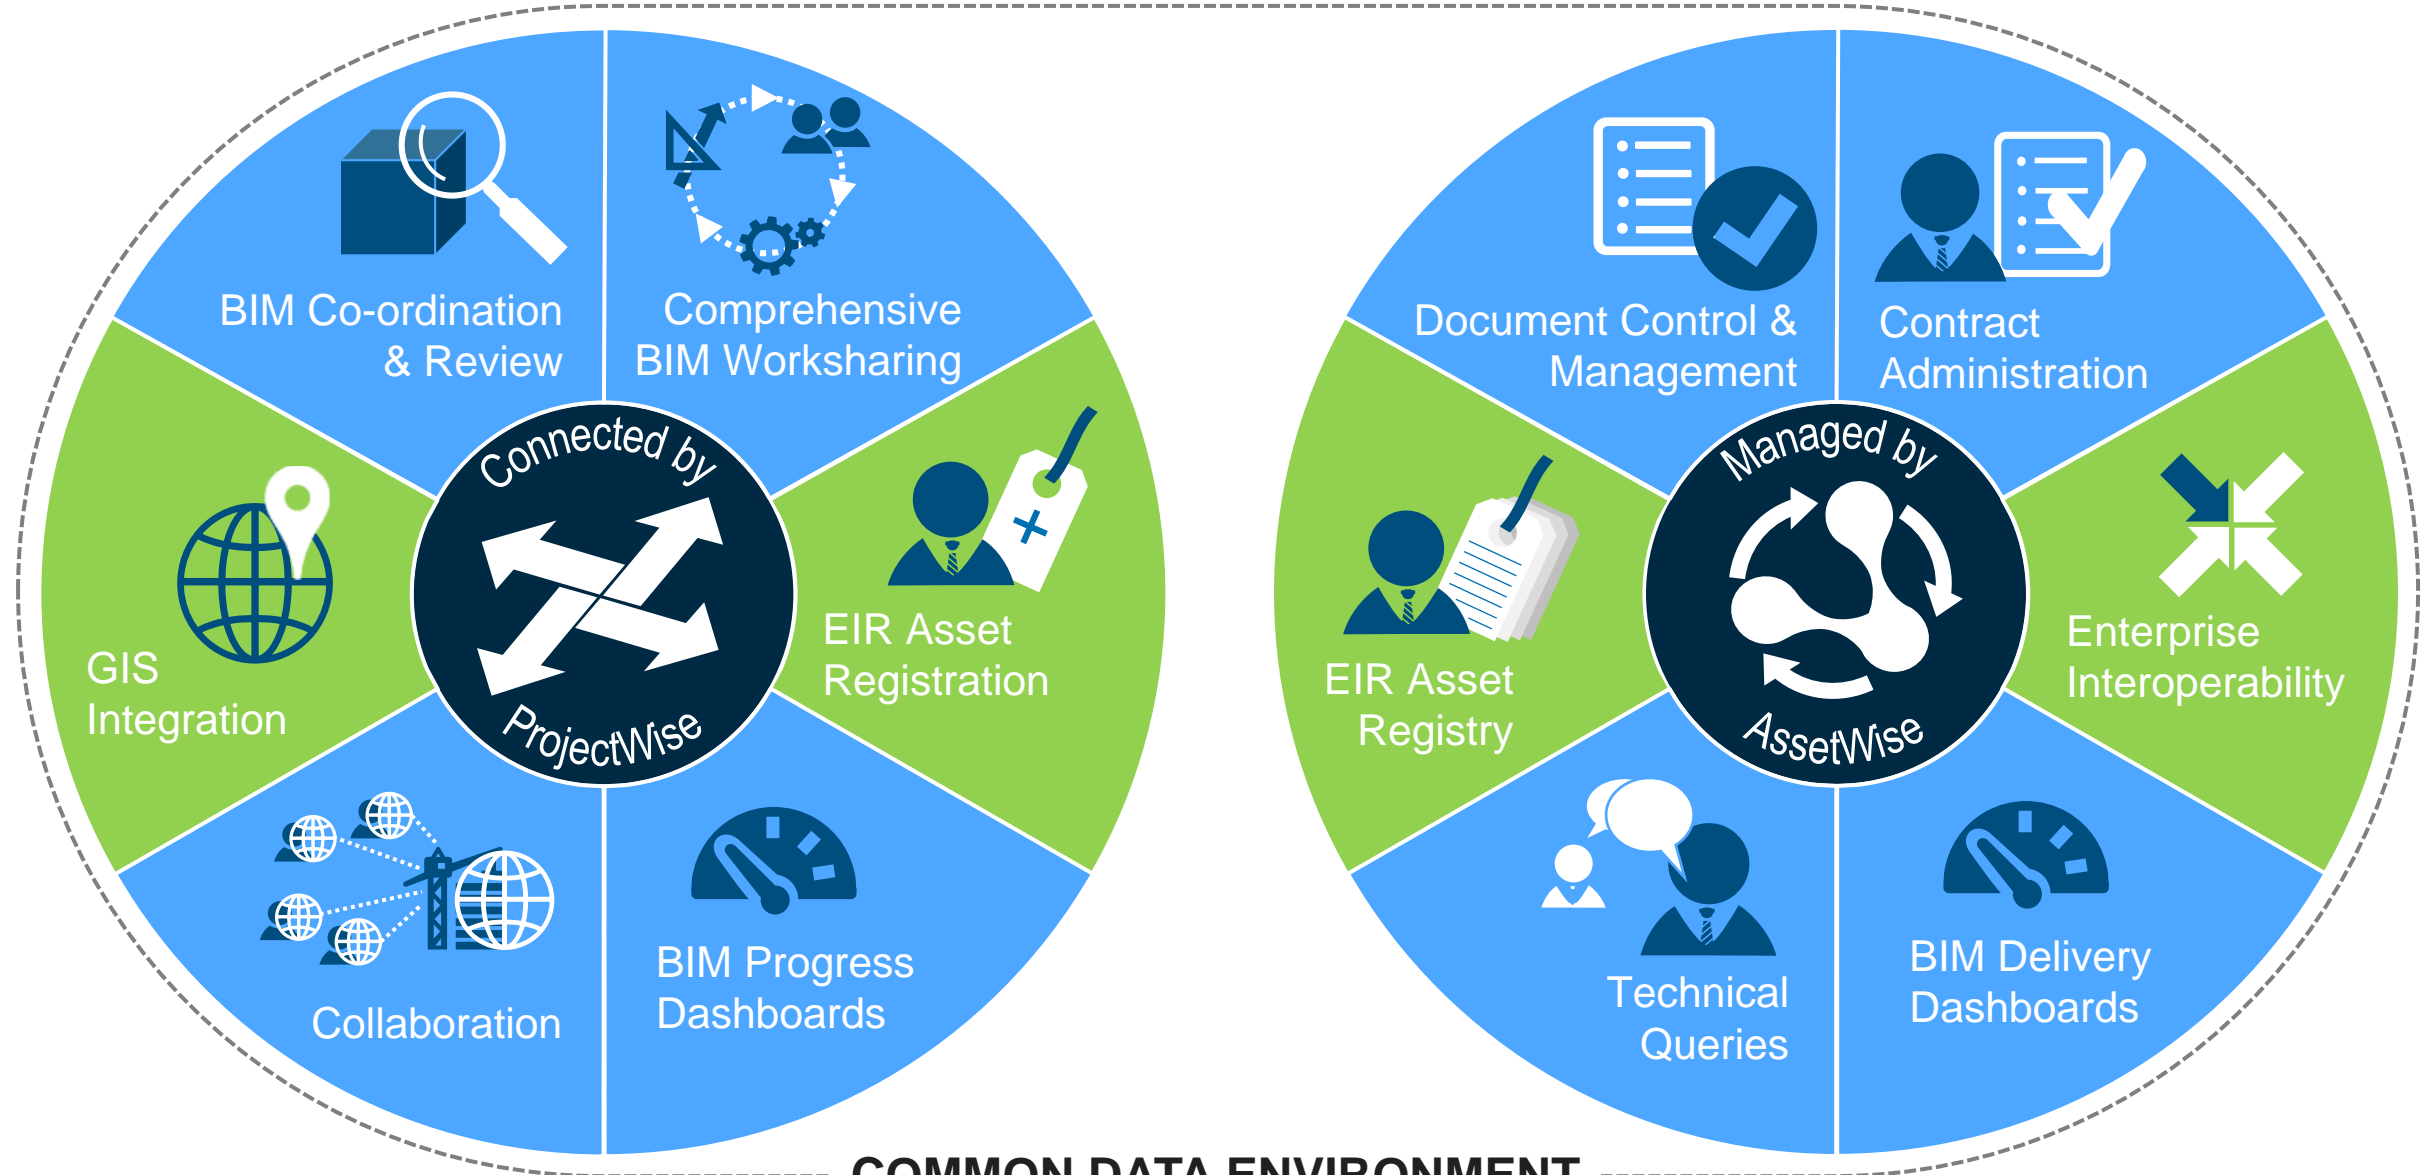 BIM Co-ordination
& Review
Comprehensive
BIM Worksharing
Connected by
ProjectWise
EIR Asset
Registration
GIS
Integration
Collaboration
BIM Progress
Dashboards
Document Control &
Management
Contract
Administration
Managed by
AssetWise
EIR Asset
Registry
Enterprise
Interoperability
Technical
Queries
BIM Delivery
Dashboards
COMMON DATA ENVIRONMENT